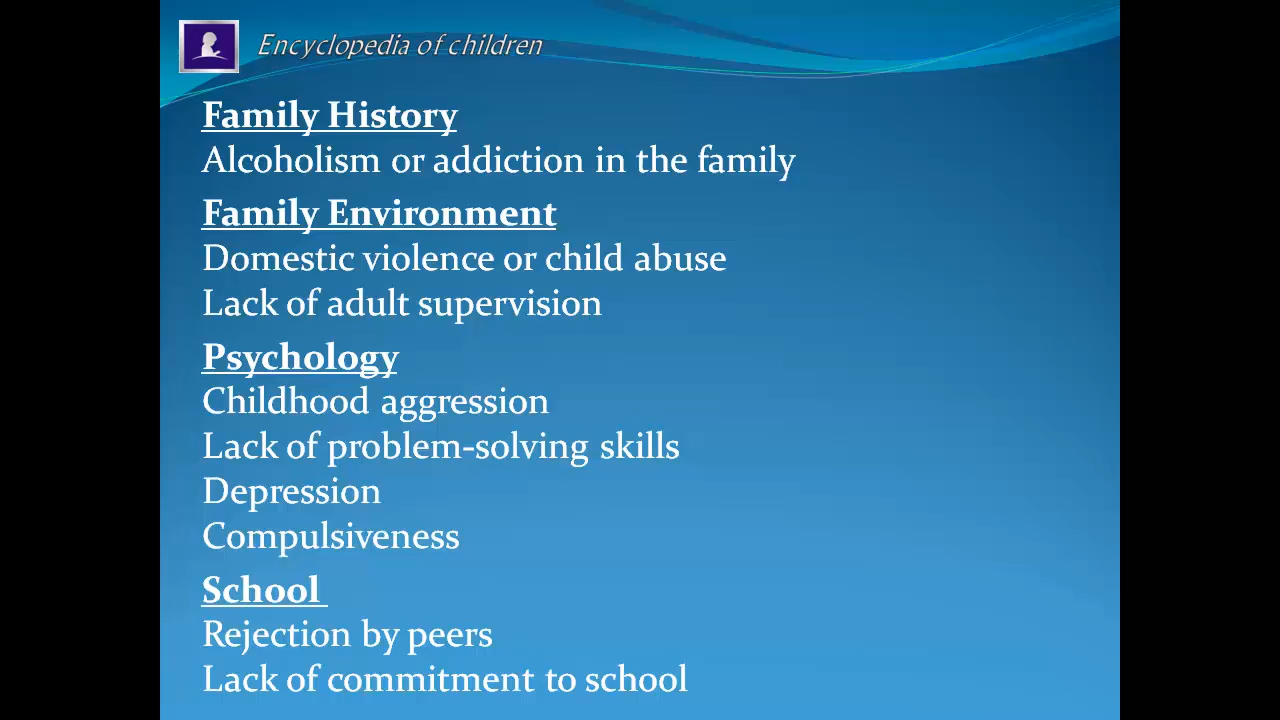 Encyclopedia of children
Family History
Alcoholism or addiction in the family
Family Environment
Domestic violence or child abuse
Lack of adult supervision
Psychology
Childhood aggression
Lack of problem-solving skills
Depression
Compulsiveness
School
Rejection by peers
Lack of commitment to school